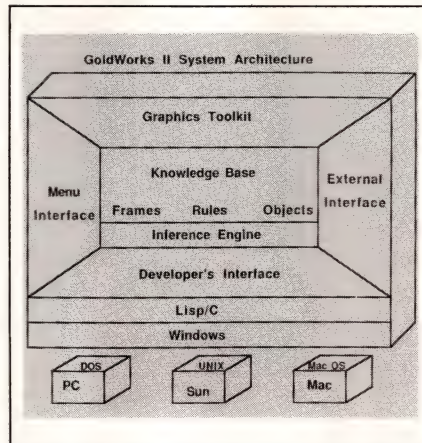 GoldWorks II System Architecture
Graphics Toolkit
Knowledge Base
Menu
Interface
External
Interface
Frames Rules Objects
Inference Engine
Developer's Interface
Lisp/C
Windows
DOS
PC
UNIX
Sun
Mac OS
Mac